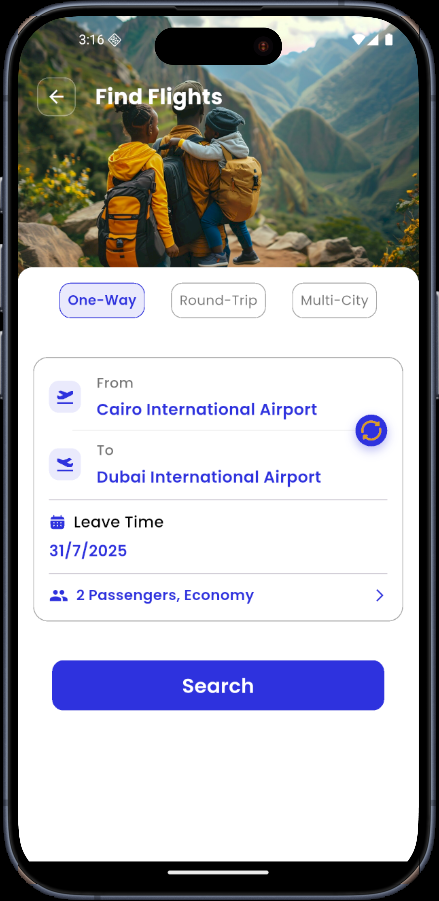 3:16
Find Flights
One-Way
Round-Trip
Multi-City
From
Cairo International Airport
To
Dubai International Airport
Leave Time
31/7/2025
2 Passengers, Economy
Search